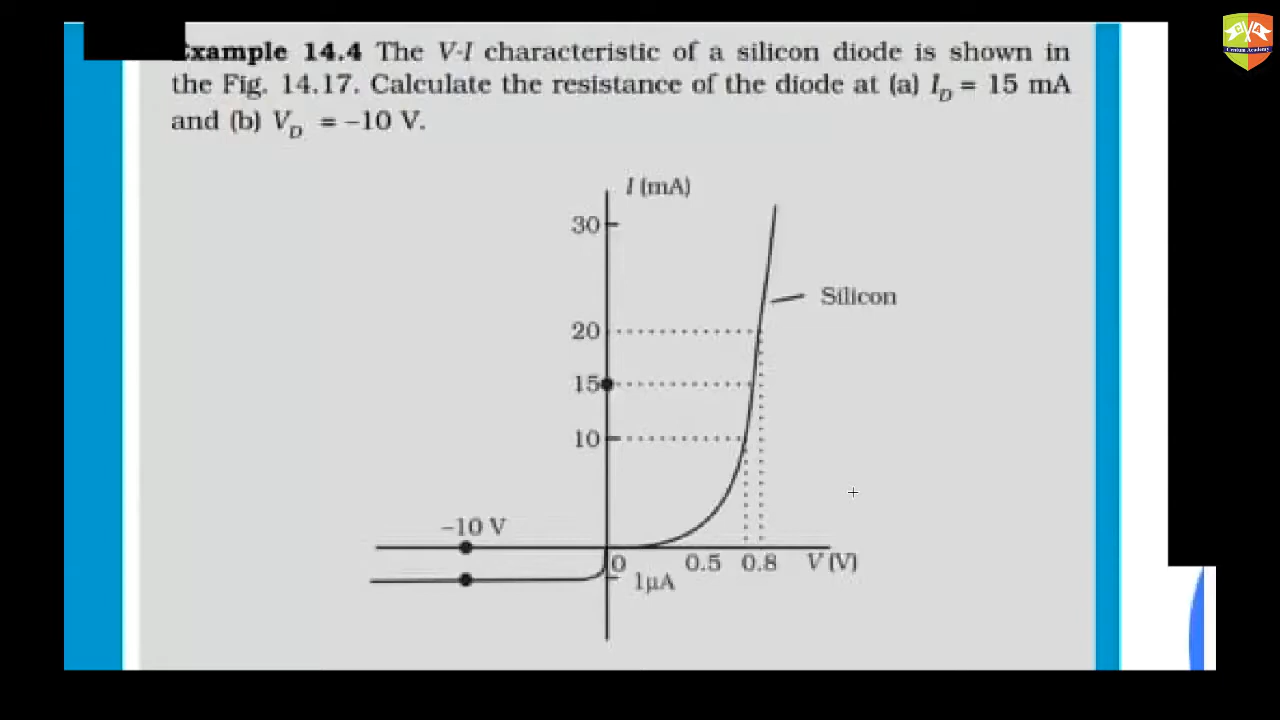 xample 14.4 The V-I characteristic of a silicon diode is shown in
the Fig. 14.17. Calculate the resistance of the diode at (a) I_D = 15 mA
and (b) V_D = –10 V.
I (mA)
30
Silicon
20
15
10
–10 V
0 0.5 0.8 V (V)
1µA
Centum Academy